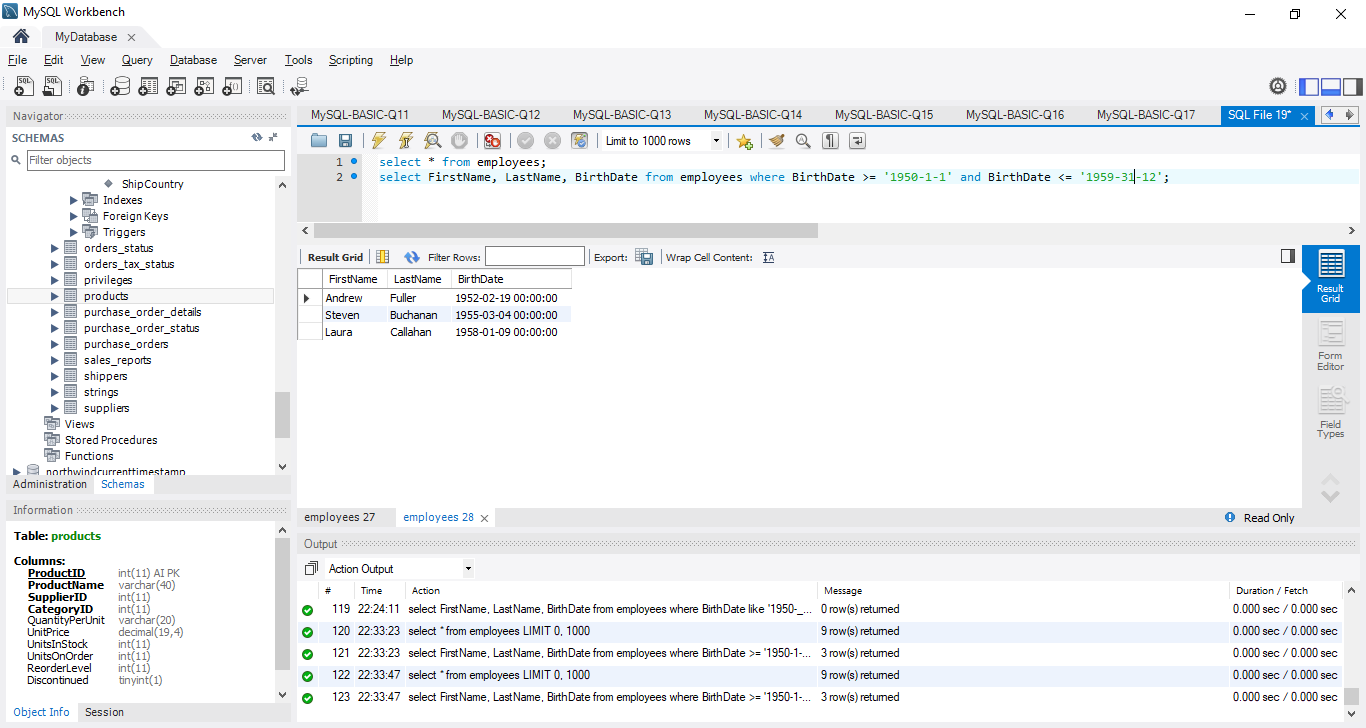 MySQL Workbench
MyDatabase
File Edit View Query Database Server Tools Scripting Help
Navigator
SCHEMAS
Filter objects
ShipCountry
Indexes
Foreign Keys
Triggers
orders_status
orders_tax_status
privileges
products
purchase_order_details
purchase_order_status
purchase_orders
sales_reports
shippers
strings
suppliers
Views
Stored Procedures
Functions
northwindcurrenttimestamp
Administration Schemas
Information
Table: products
Columns:
ProductID int(11) AI PK
ProductName varchar(40)
SupplierID int(11)
CategoryID int(11)
QuantityPerUnit varchar(20)
UnitPrice decimal(19,4)
UnitsInStock int(11)
UnitsOnOrder int(11)
ReorderLevel int(11)
Discontinued tinyint(1)
Object Info Session
MySQL-BASIC-Q11 MySQL-BASIC-Q12 MySQL-BASIC-Q13 MySQL-BASIC-Q14 MySQL-BASIC-Q15 MySQL-BASIC-Q16 MySQL-BASIC-Q17 SQL File 19*
Limit to 1000 rows
1 select * from employees;
2 select FirstName, LastName, BirthDate from employees where BirthDate >= '1950-1-1' and BirthDate <= '1959-31-12';
Result Grid Filter Rows: Export: Wrap Cell Content:
FirstName LastName BirthDate
Andrew Fuller 1952-02-19 00:00:00
Steven Buchanan 1955-03-04 00:00:00
Laura Callahan 1958-01-09 00:00:00
Result
Grid
Form
Editor
Field
Types
employees 27 employees 28 Read Only
Output
Action Output
# Time Action Message Duration / Fetch
119 22:24:11 select FirstName, LastName, BirthDate from employees where BirthDate like '1950-_... 0 row(s) returned 0.000 sec / 0.000 sec
120 22:33:23 select * from employees LIMIT 0, 1000 9 row(s) returned 0.000 sec / 0.000 sec
121 22:33:23 select FirstName, LastName, BirthDate from employees where BirthDate >= '1950-1-... 3 row(s) returned 0.000 sec / 0.000 sec
122 22:33:47 select * from employees LIMIT 0, 1000 9 row(s) returned 0.000 sec / 0.000 sec
123 22:33:47 select FirstName, LastName, BirthDate from employees where BirthDate >= '1950-1-... 3 row(s) returned 0.000 sec / 0.000 sec